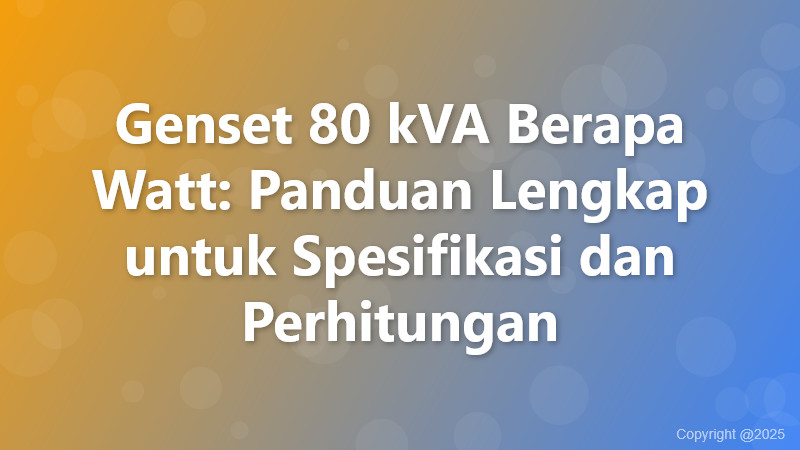 Genset 80 kVA Berapa
Watt: Panduan Lengkap
untuk Spesifikasi dan
Perhitungan
Copyright @2025